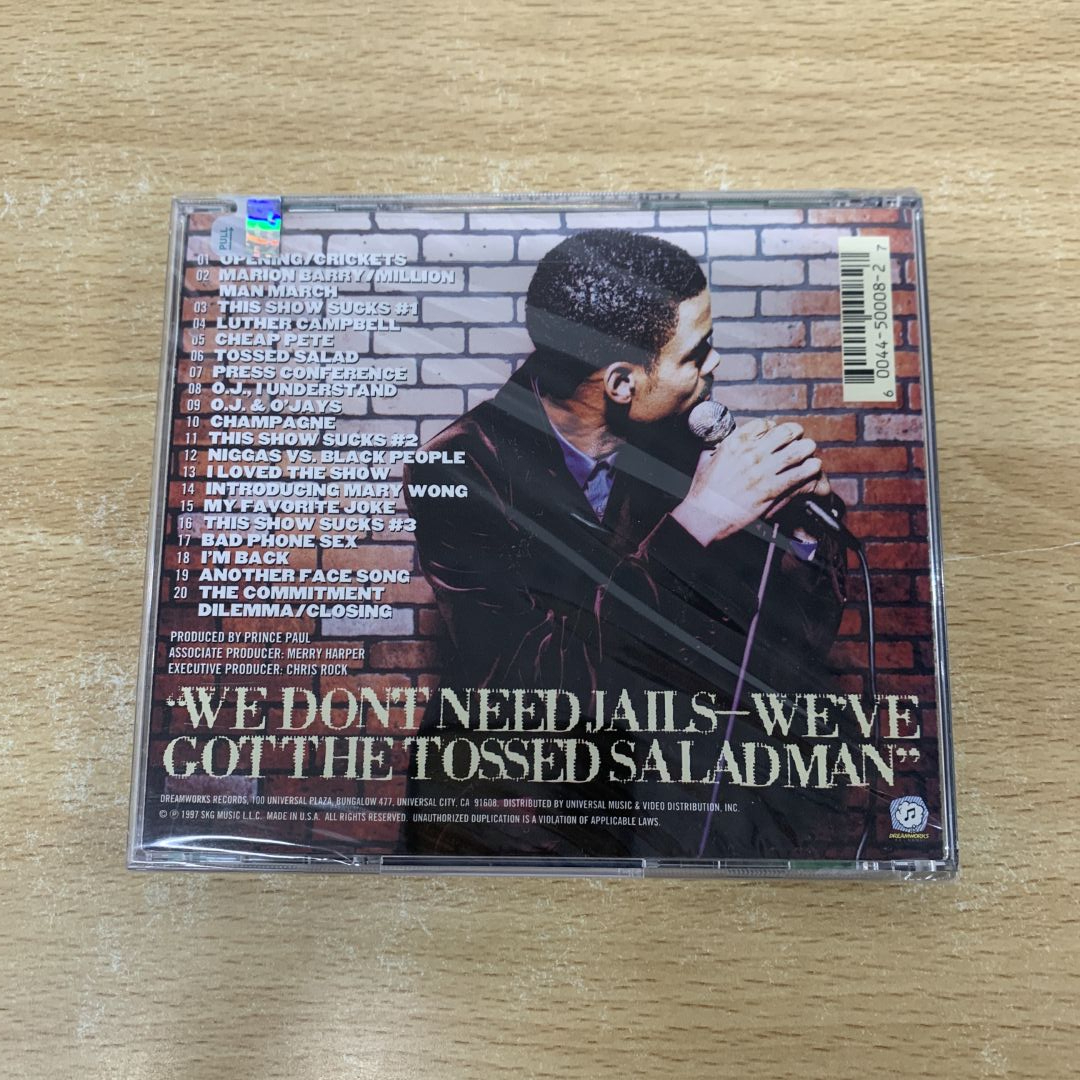 PULL
01 OPENING/CRICKETS
02 MARION BARRY/MILLION
MAN MARCH
03 THIS SHOW SUCKS #1
04 LUTHER CAMPBELL
05 CHEAP PETE
06 TOSSED SALAD
07 PRESS CONFERENCE
08 O.J., I UNDERSTAND
09 O.J. & O'JAYS
10 CHAMPAGNE
11 THIS SHOW SUCKS #2
12 NIGGAS VS. BLACK PEOPLE
13 I LOVED THE SHOW
14 INTRODUCING MARY WONG
15 MY FAVORITE JOKE
16 THIS SHOW SUCKS #3
17 BAD PHONE SEX
18 I'M BACK
19 ANOTHER FACE SONG
20 THE COMMITMENT
DILEMMA/CLOSING
6 00445-0008-2 7
PRODUCED BY PRINCE PAUL
ASSOCIATE PRODUCER: MERRY HARPER
EXECUTIVE PRODUCER: CHRIS ROCK
"WE DON'T NEED JAILS—WE'VE
GOT THE TOSSED SALAD MAN"
DREAMWORKS RECORDS, 100 UNIVERSAL PLAZA, BUNGALOW 477, UNIVERSAL CITY, CA 91608. DISTRIBUTED BY UNIVERSAL MUSIC & VIDEO DISTRIBUTION, INC.
© ℗ 1997 SKG MUSIC L.L.C. MADE IN U.S.A. ALL RIGHTS RESERVED. UNAUTHORIZED DUPLICATION IS A VIOLATION OF APPLICABLE LAWS.
DREAMWORKS